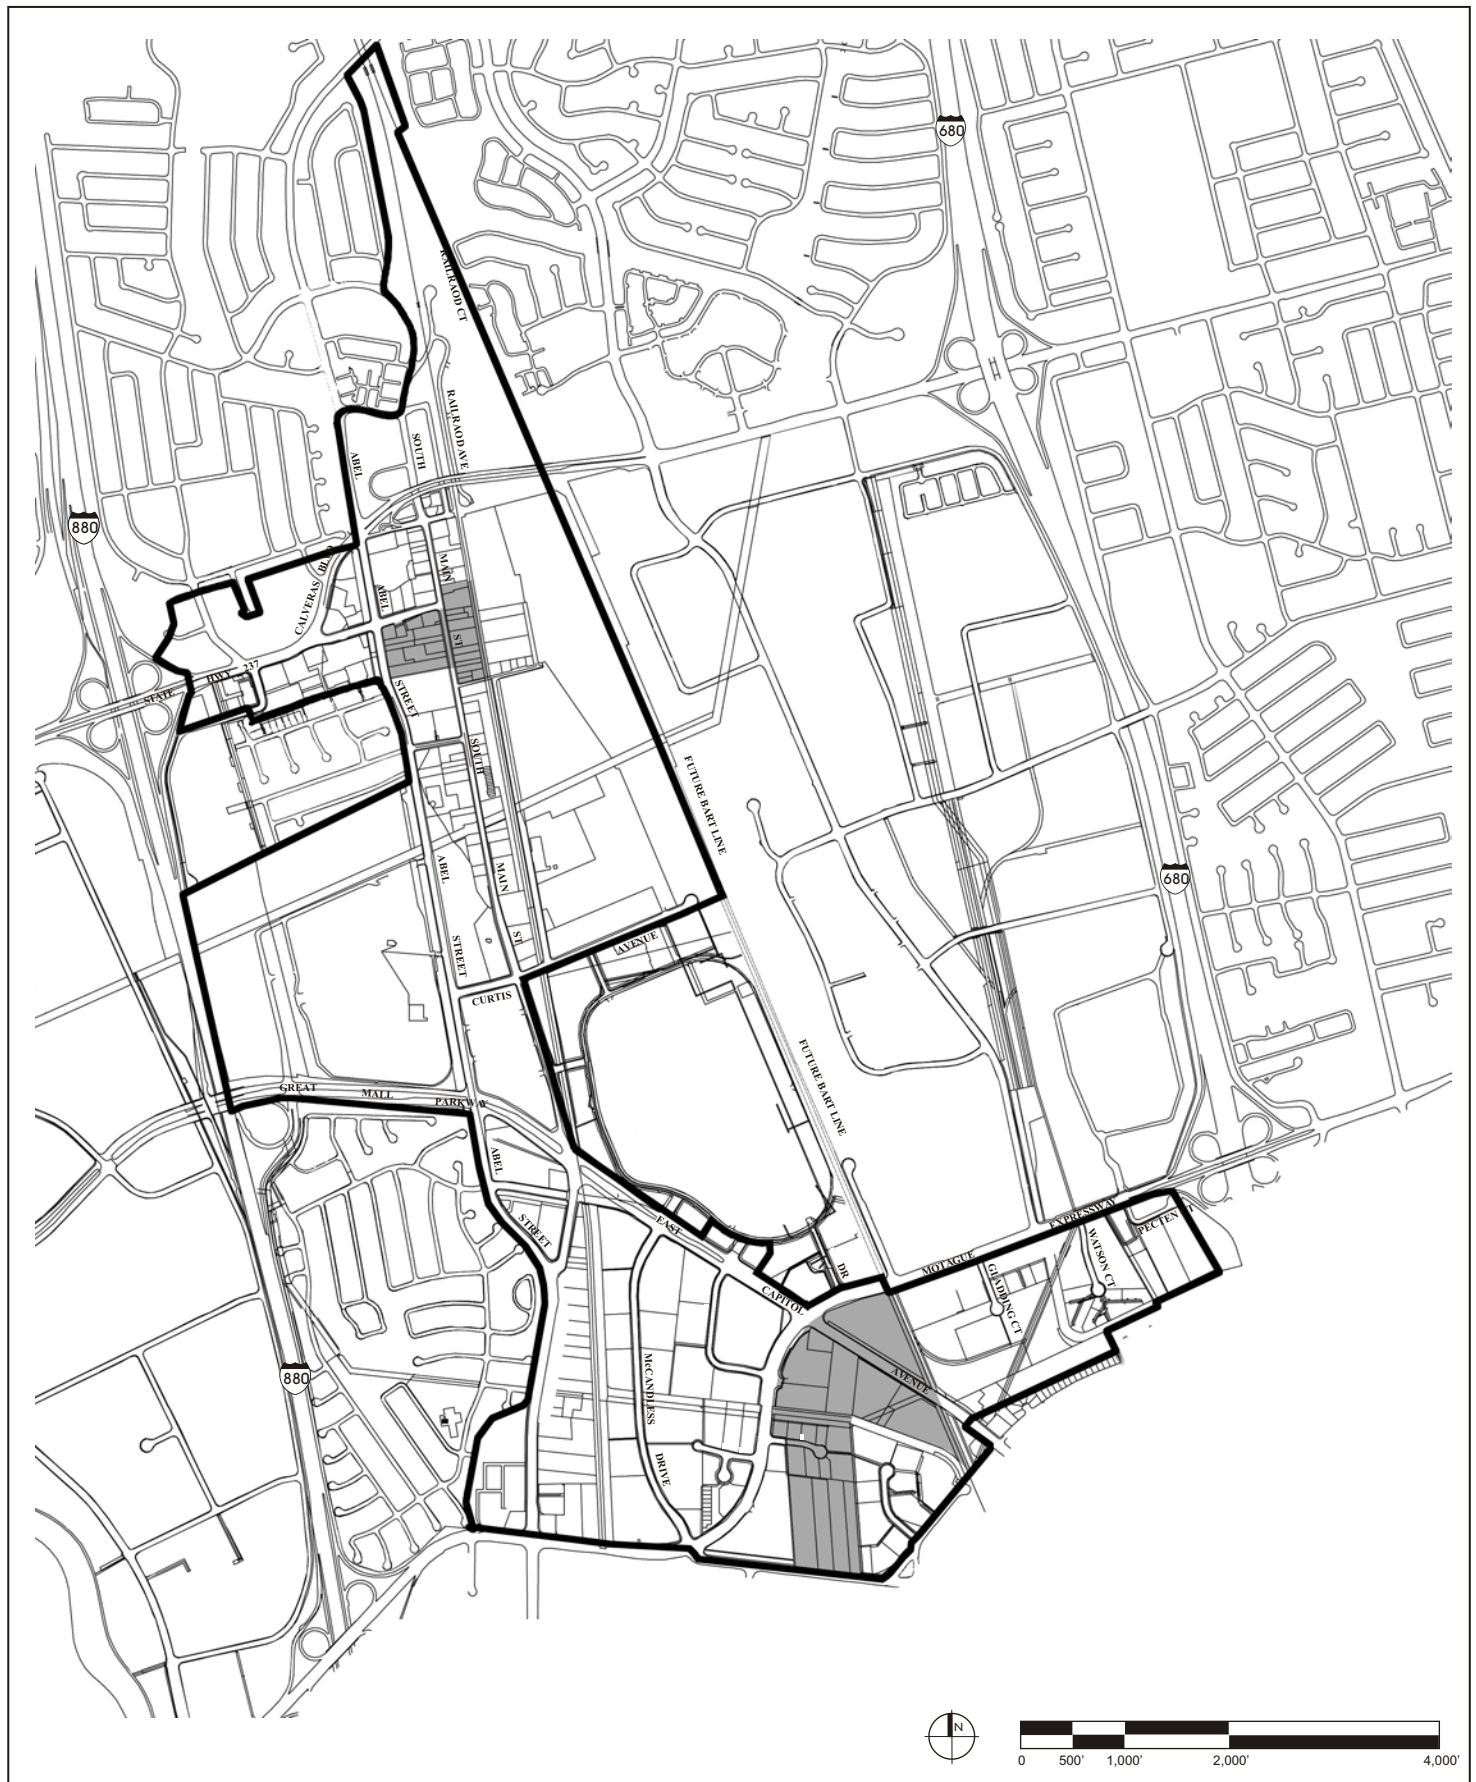 680
RAILRAOD CT
RAILRAOD AVE
SOUTH
ABEL
880
MAIN
CALVERAS BLVD
ABEL
ST
STATE HWY 237
STREET
SOUTH
FUTURE BART LINE
ABEL
MAIN
680
ST
STREET
AVENUE
CURTIS
FUTURE BART LINE
GREAT MALL PARKWAY
ABEL
STREET
EAST
EXPRESSWAY
PECTEN CT
WATSON CT
MOTAGUE
DR
GLADDING CT
CAPITOL
880
McCANDLESS
AVENUE
DRIVE
N
0 500' 1,000' 2,000' 4,000'